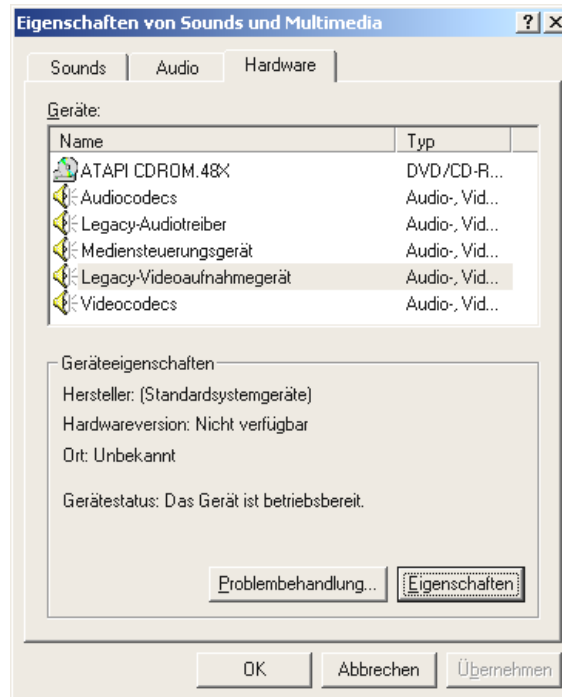 Eigenschaften von Sounds und Multimedia
Sounds Audio Hardware
Geräte:
Name Typ
ATAPI CDROM.48X DVD/CD-R...
Audiocodecs Audio-, Vid...
Legacy-Audiotreiber Audio-, Vid...
Mediensteuerungsgerät Audio-, Vid...
Legacy-Videoaufnahmegerät Audio-, Vid...
Videocodecs Audio-, Vid...
Geräteeigenschaften
Hersteller: (Standardsystemgeräte)
Hardwareversion: Nicht verfügbar
Ort: Unbekannt
Gerätestatus: Das Gerät ist betriebsbereit.
Problembehandlung... Eigenschaften
OK Abbrechen Übernehmen